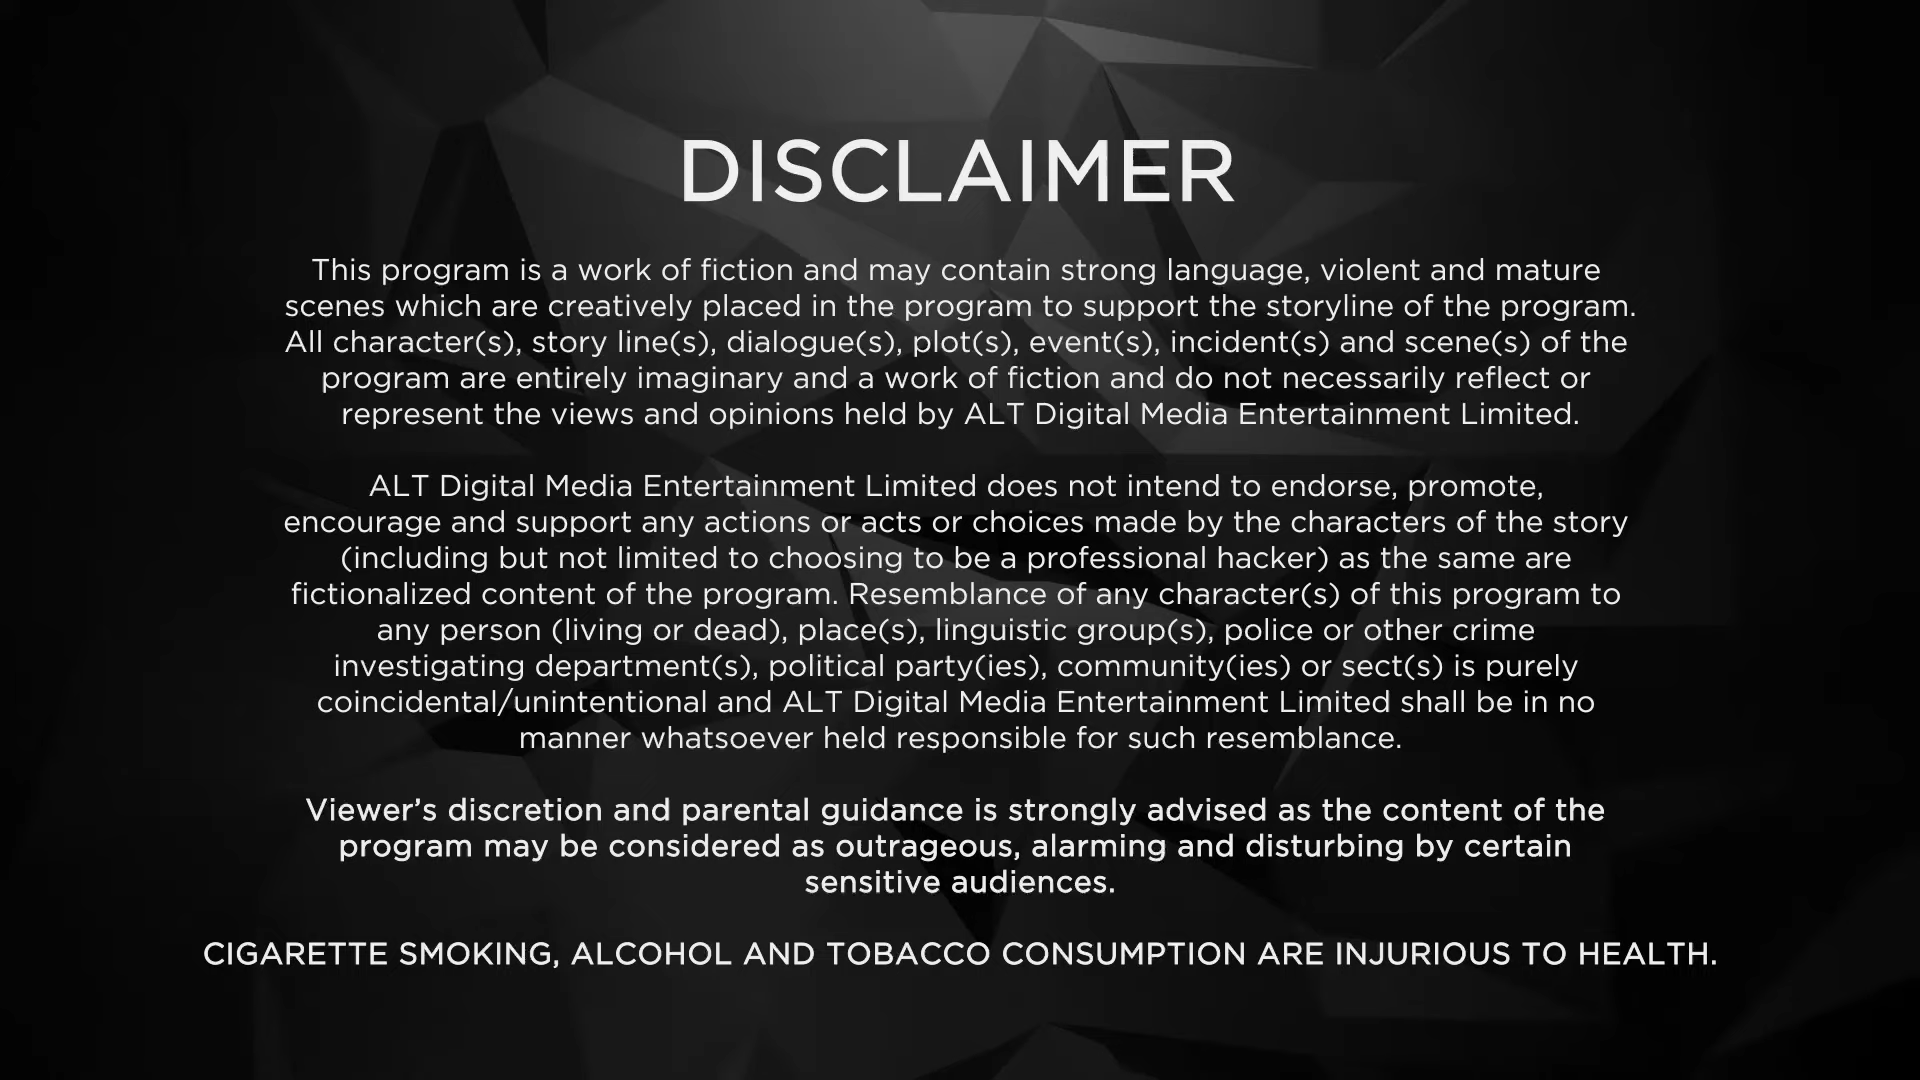 DISCLAIMER
This program is a work of fiction and may contain strong language, violent and mature
scenes which are creatively placed in the program to support the storyline of the program.
All character(s), story line(s), dialogue(s), plot(s), event(s), incident(s) and scene(s) of the
program are entirely imaginary and a work of fiction and do not necessarily reflect or
represent the views and opinions held by ALT Digital Media Entertainment Limited.
ALT Digital Media Entertainment Limited does not intend to endorse, promote,
encourage and support any actions or acts or choices made by the characters of the story
(including but not limited to choosing to be a professional hacker) as the same are
fictionalized content of the program. Resemblance of any character(s) of this program to
any person (living or dead), place(s), linguistic group(s), police or other crime
investigating department(s), political party(ies), community(ies) or sect(s) is purely
coincidental/unintentional and ALT Digital Media Entertainment Limited shall be in no
manner whatsoever held responsible for such resemblance.
Viewer’s discretion and parental guidance is strongly advised as the content of the
program may be considered as outrageous, alarming and disturbing by certain
sensitive audiences.
CIGARETTE SMOKING, ALCOHOL AND TOBACCO CONSUMPTION ARE INJURIOUS TO HEALTH.